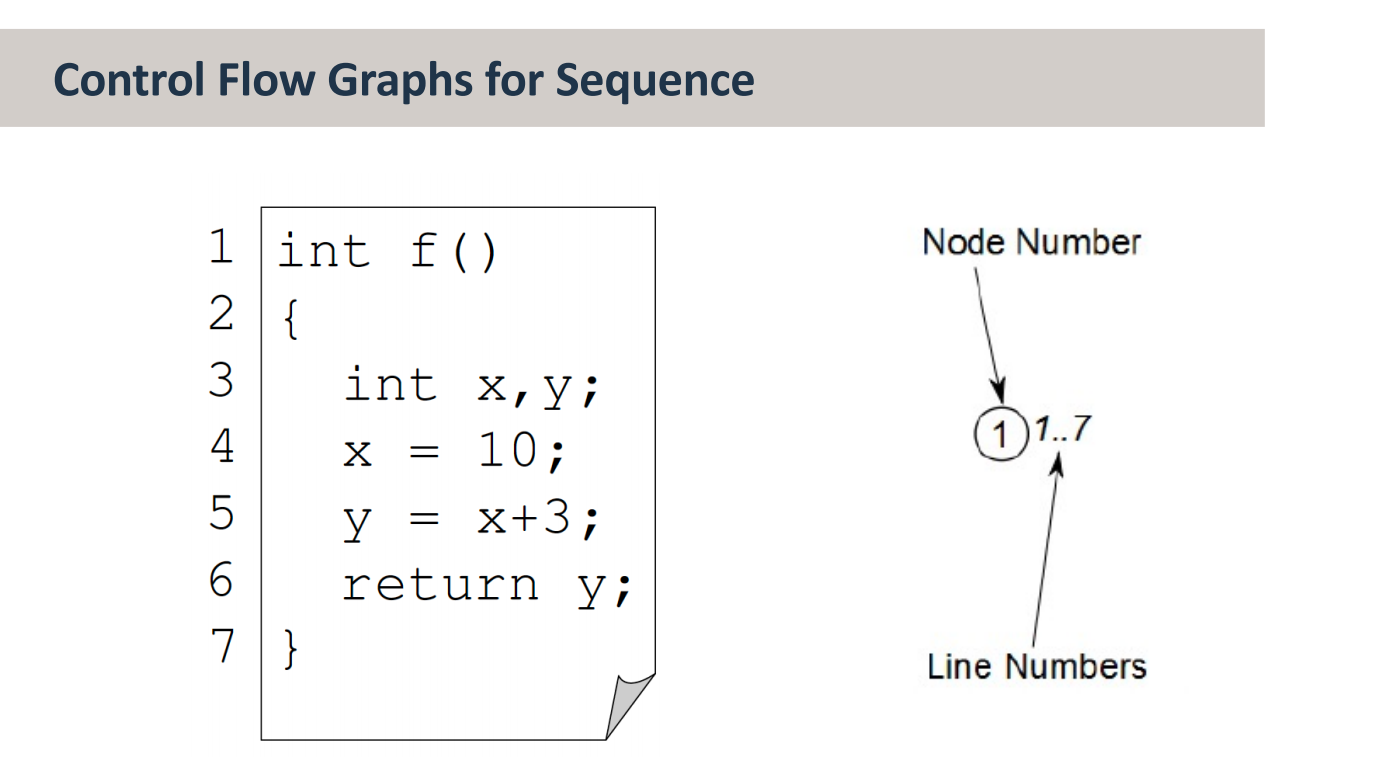 Control Flow Graphs for Sequence
1 int f()
2 {
3 int x,y;
4 x = 10;
5 y = x+3;
6 return y;
7 }
Node Number
1 1..7
Line Numbers